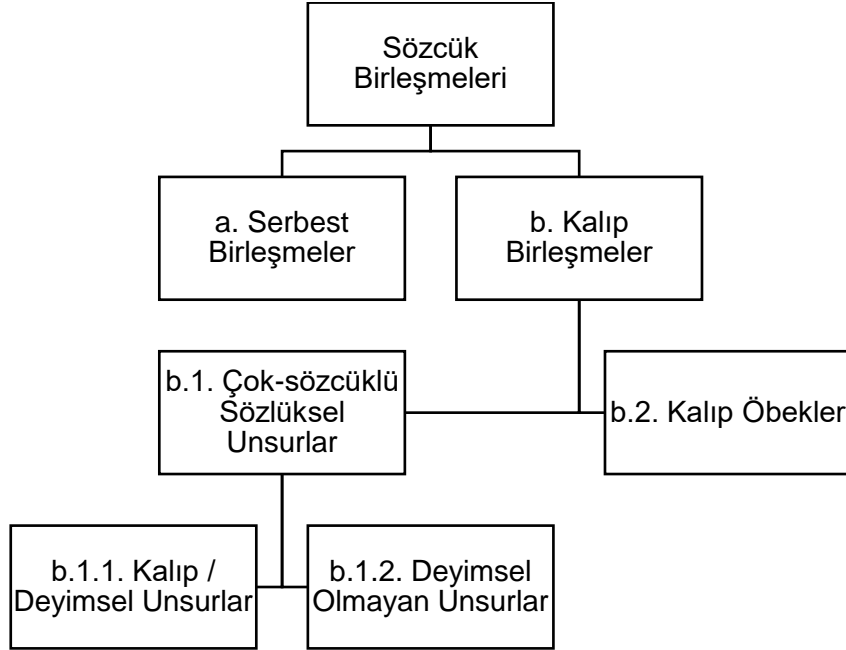 Sözcük
Birleşmeleri
a. Serbest
Birleşmeler
b. Kalıp
Birleşmeler
b.1. Çok-sözcüklü
Sözlüksel
Unsurlar
b.2. Kalıp Öbekler
b.1.1. Kalıp /
Deyimsel Unsurlar
b.1.2. Deyimsel
Olmayan Unsurlar